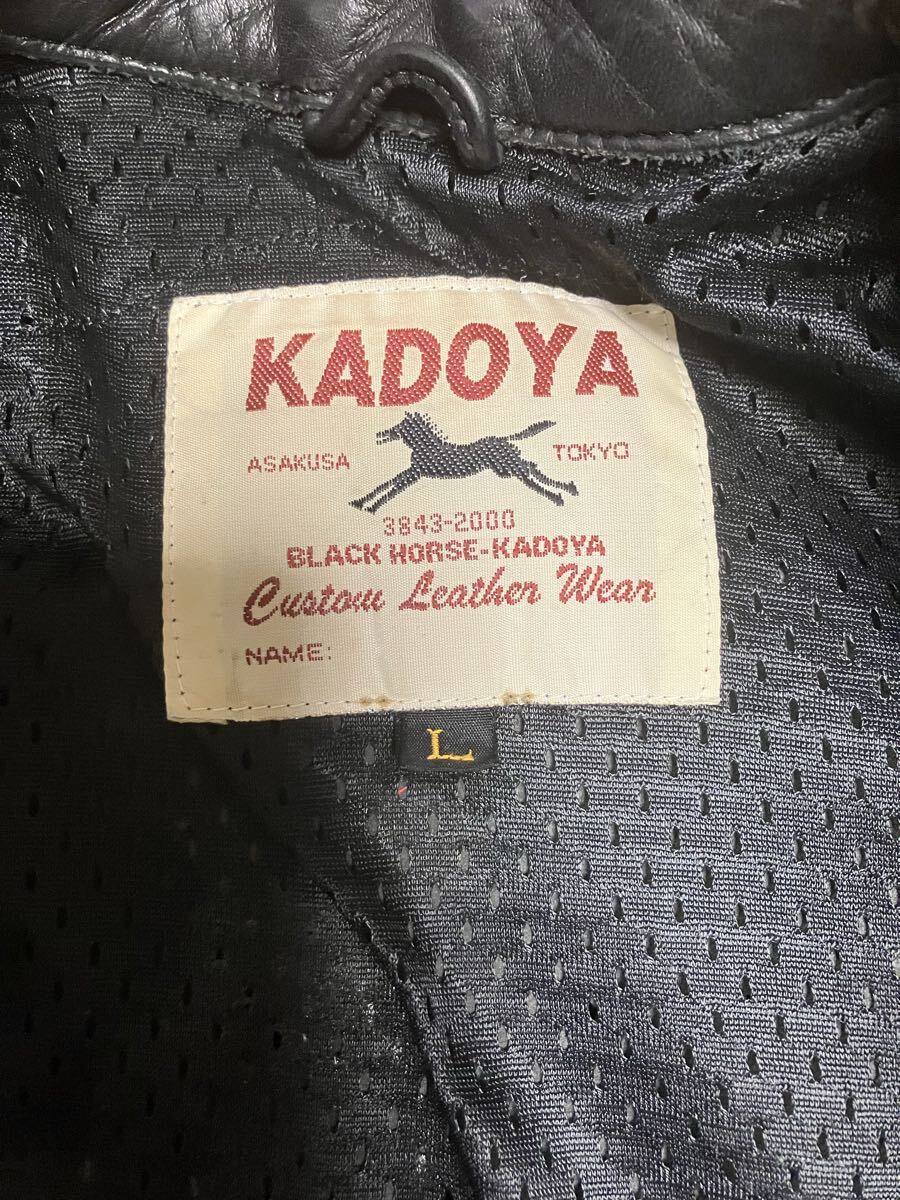 KADOYA
ASAKUSA TOKYO
3843-2000
BLACK HORSE-KADOYA
Custom Leather Wear
NAME:
L